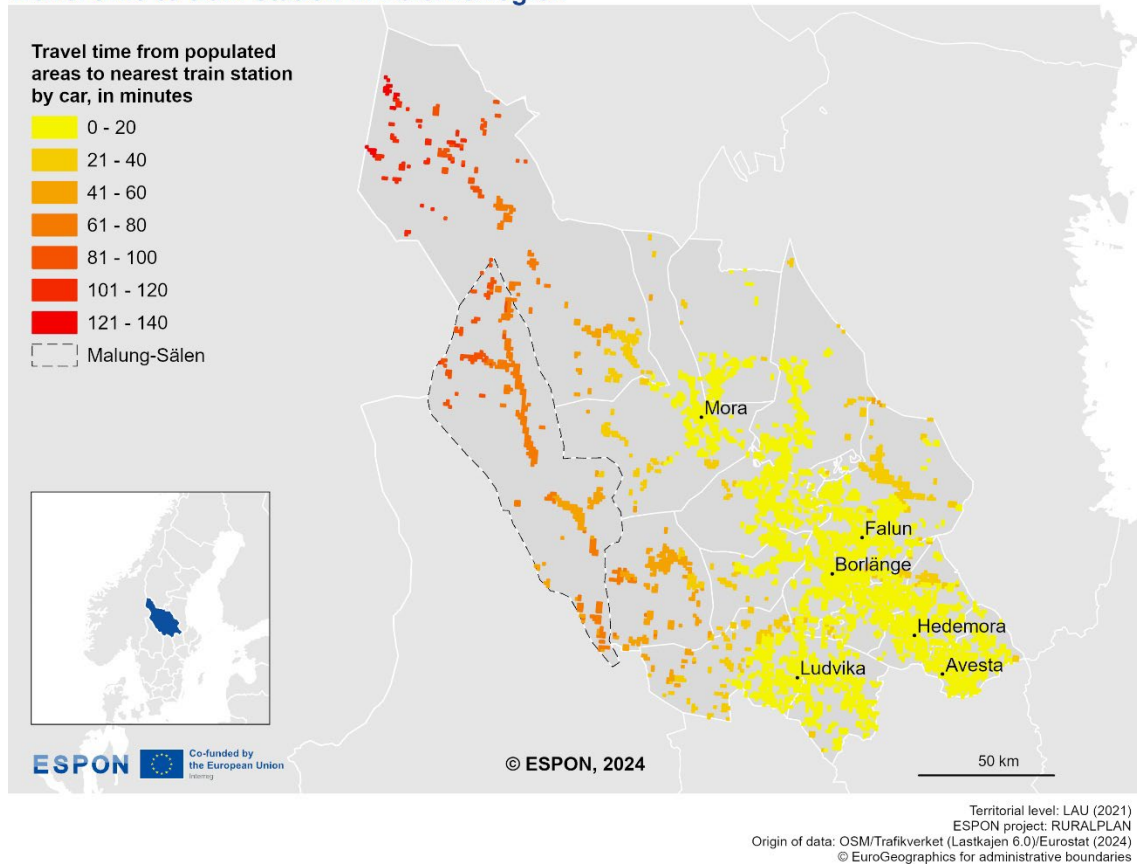 Travel time from populated
areas to nearest train station
by car, in minutes
0 - 20
21 - 40
41 - 60
61 - 80
81 - 100
101 - 120
121 - 140
Malung-Sälen
Mora
Falun
Borlänge
Hedemora
Ludvika
Avesta
ESPON
Co-funded by
the European Union
Interreg
© ESPON, 2024
50 km
Territorial level: LAU (2021)
ESPON project: RURALPLAN
Origin of data: OSM/Trafikverket (Lastkajen 6.0)/Eurostat (2024)
© EuroGeographics for administrative boundaries